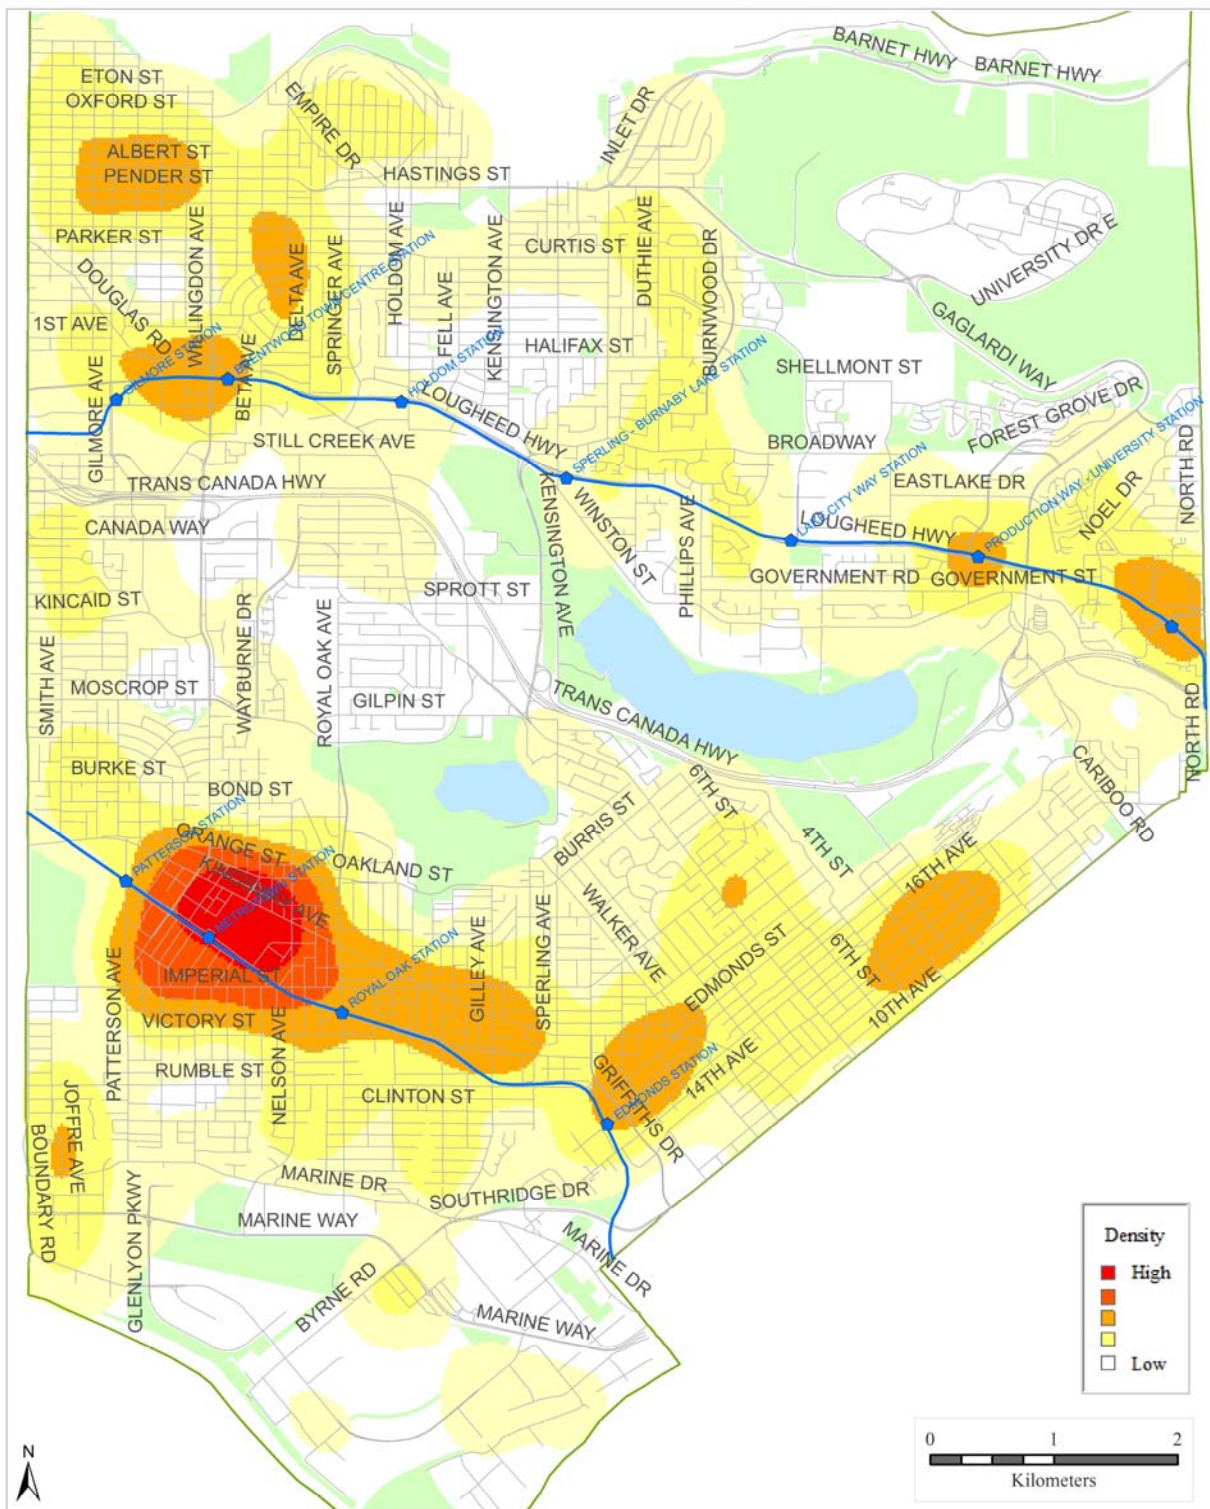 BARNET HWY
BARNET HWY
ETON ST
OXFORD ST
EMPIRE DR
INLET DR
ALBERT ST
PENDER ST
HASTINGS ST
PARKER ST
WILLINGDON AVE
DELTA AVE
SPRINGER AVE
HOLDOM AVE
FELL AVE
KENSINGTON AVE
CURTIS ST
DUTHIE AVE
BURNWOOD DR
UNIVERSITY DR E
GAGLARDI WAY
DOUGLAS RD
1ST AVE
GILMORE STATION
BRENTWOOD TOWN CENTRE STATION
HOLDOM STATION
HALIFAX ST
SHELLMONT ST
FOREST GROVE DR
GILMORE AVE
BETA AVE
LOUGHEED HWY
SPERLING - BURNABY LAKE STATION
STILL CREEK AVE
BROADWAY
LAKE CITY WAY STATION
PRODUCTION WAY - UNIVERSITY STATION
NORTH RD
TRANS CANADA HWY
EASTLAKE DR
NOEL DR
CANADA WAY
KENSINGTON AVE
WINSTON ST
PHILLIPS AVE
LOUGHEED HWY
GOVERNMENT RD
GOVERNMENT ST
SPROTT ST
KINCAID ST
WAYBURNE DR
ROYAL OAK AVE
SMITH AVE
MOSCROP ST
GILPIN ST
TRANS CANADA HWY
NORTH RD
BURKE ST
BOND ST
CARIBOO RD
6TH ST
4TH ST
BURRIS ST
PATTERSON STATION
GRANGE ST
OAKLAND ST
16TH AVE
METROTOWN STATION
WALKER AVE
EDMONDS ST
6TH ST
10TH AVE
IMPERIAL ST
GILLEY AVE
SPERLING AVE
ROYAL OAK STATION
PATTERSON AVE
VICTORY ST
NELSON AVE
RUMBLE ST
CLINTON ST
GRIFFITHS DR
EDMONDS STATION
14TH AVE
JOFFRE AVE
BOUNDARY RD
GLENLYON PKWY
MARINE DR
SOUTHRIDGE DR
MARINE WAY
MARINE DR
BYRNE RD
MARINE WAY
Density
High
Low
0 1 2
Kilometers
N